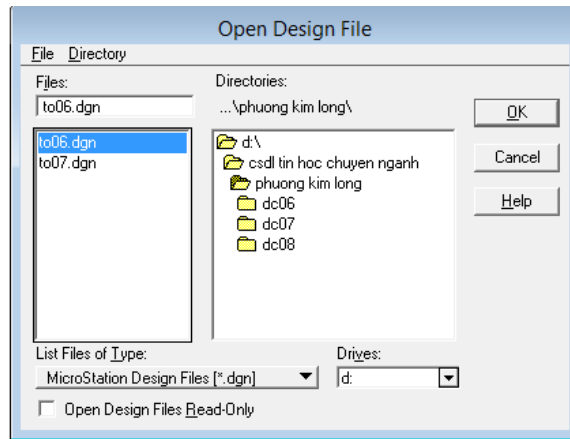 Open Design File
File Directory
Files:
to06.dgn
to06.dgn
to07.dgn
Directories:
...\phuong kim long\
d:\
csdl tin hoc chuyen nganh
phuong kim long
dc06
dc07
dc08
OK
Cancel
Help
List Files of Type:
MicroStation Design Files [*.dgn]
Drives:
d:
Open Design Files Read-Only